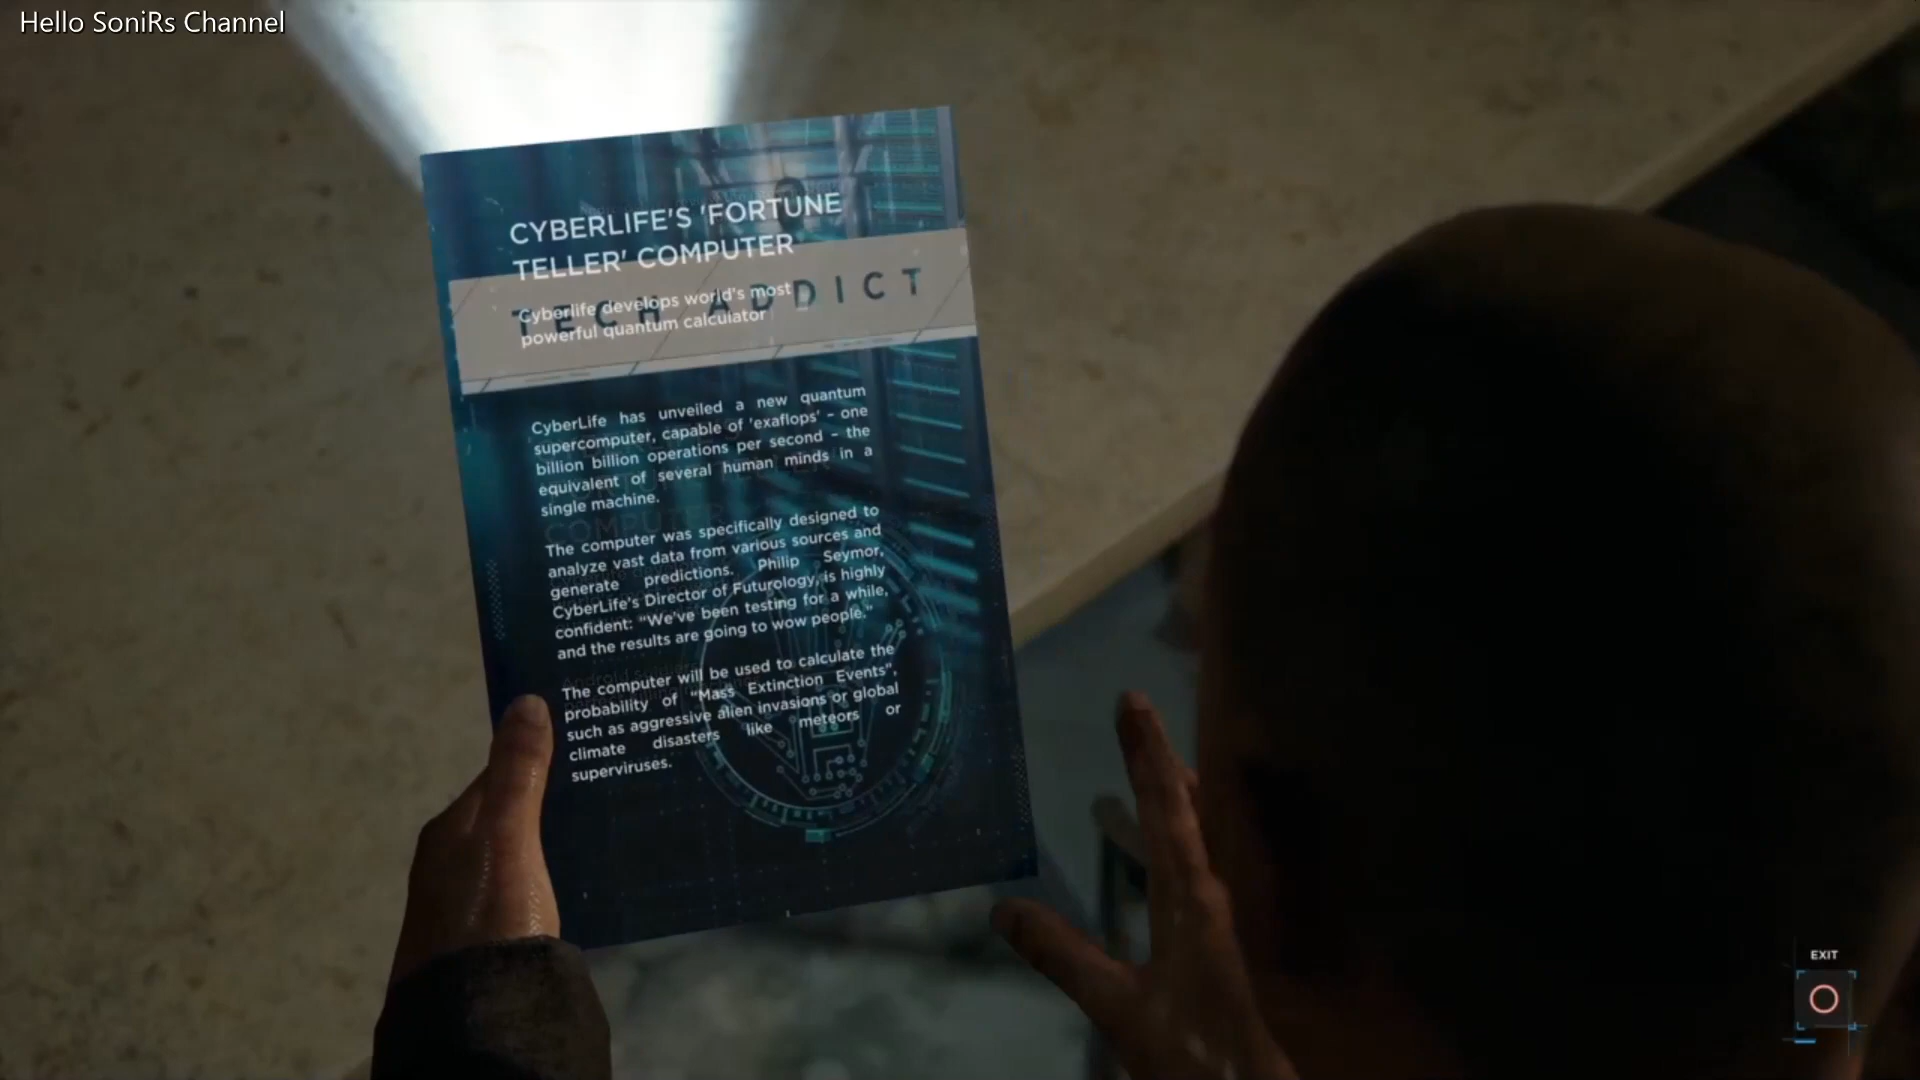 Hello SoniRs Channel
CYBERLIFE'S 'FORTUNE
TELLER' COMPUTER
TECH ADDICT
Cyberlife develops world's most
powerful quantum calculator
CyberLife has unveiled a new quantum
supercomputer, capable of 'exaflops' - one
billion billion operations per second - the
equivalent of several human minds in a
single machine.
The computer was specifically designed to
analyze vast data from various sources and
generate predictions. Philip Seymor,
CyberLife's Director of Futurology, is highly
confident: "We've been testing for a while,
and the results are going to wow people."
The computer will be used to calculate the
probability of "Mass Extinction Events",
such as aggressive alien invasions or global
climate disasters like meteors or
superviruses.
COMPUTER
EXIT